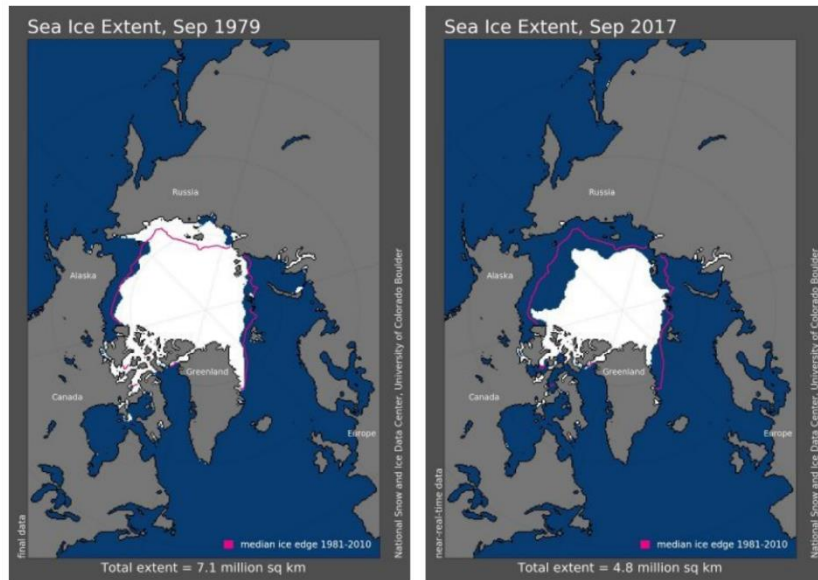 Sea Ice Extent, Sep 1979
Russia
Alaska
Greenland
Canada
Europe
median ice edge 1981-2010
final data
National Snow and Ice Data Center, University of Colorado Boulder
Total extent = 7.1 million sq km
Sea Ice Extent, Sep 2017
Russia
Alaska
Greenland
Canada
Europe
median ice edge 1981-2010
near-real-time data
National Snow and Ice Data Center, University of Colorado Boulder
Total extent = 4.8 million sq km